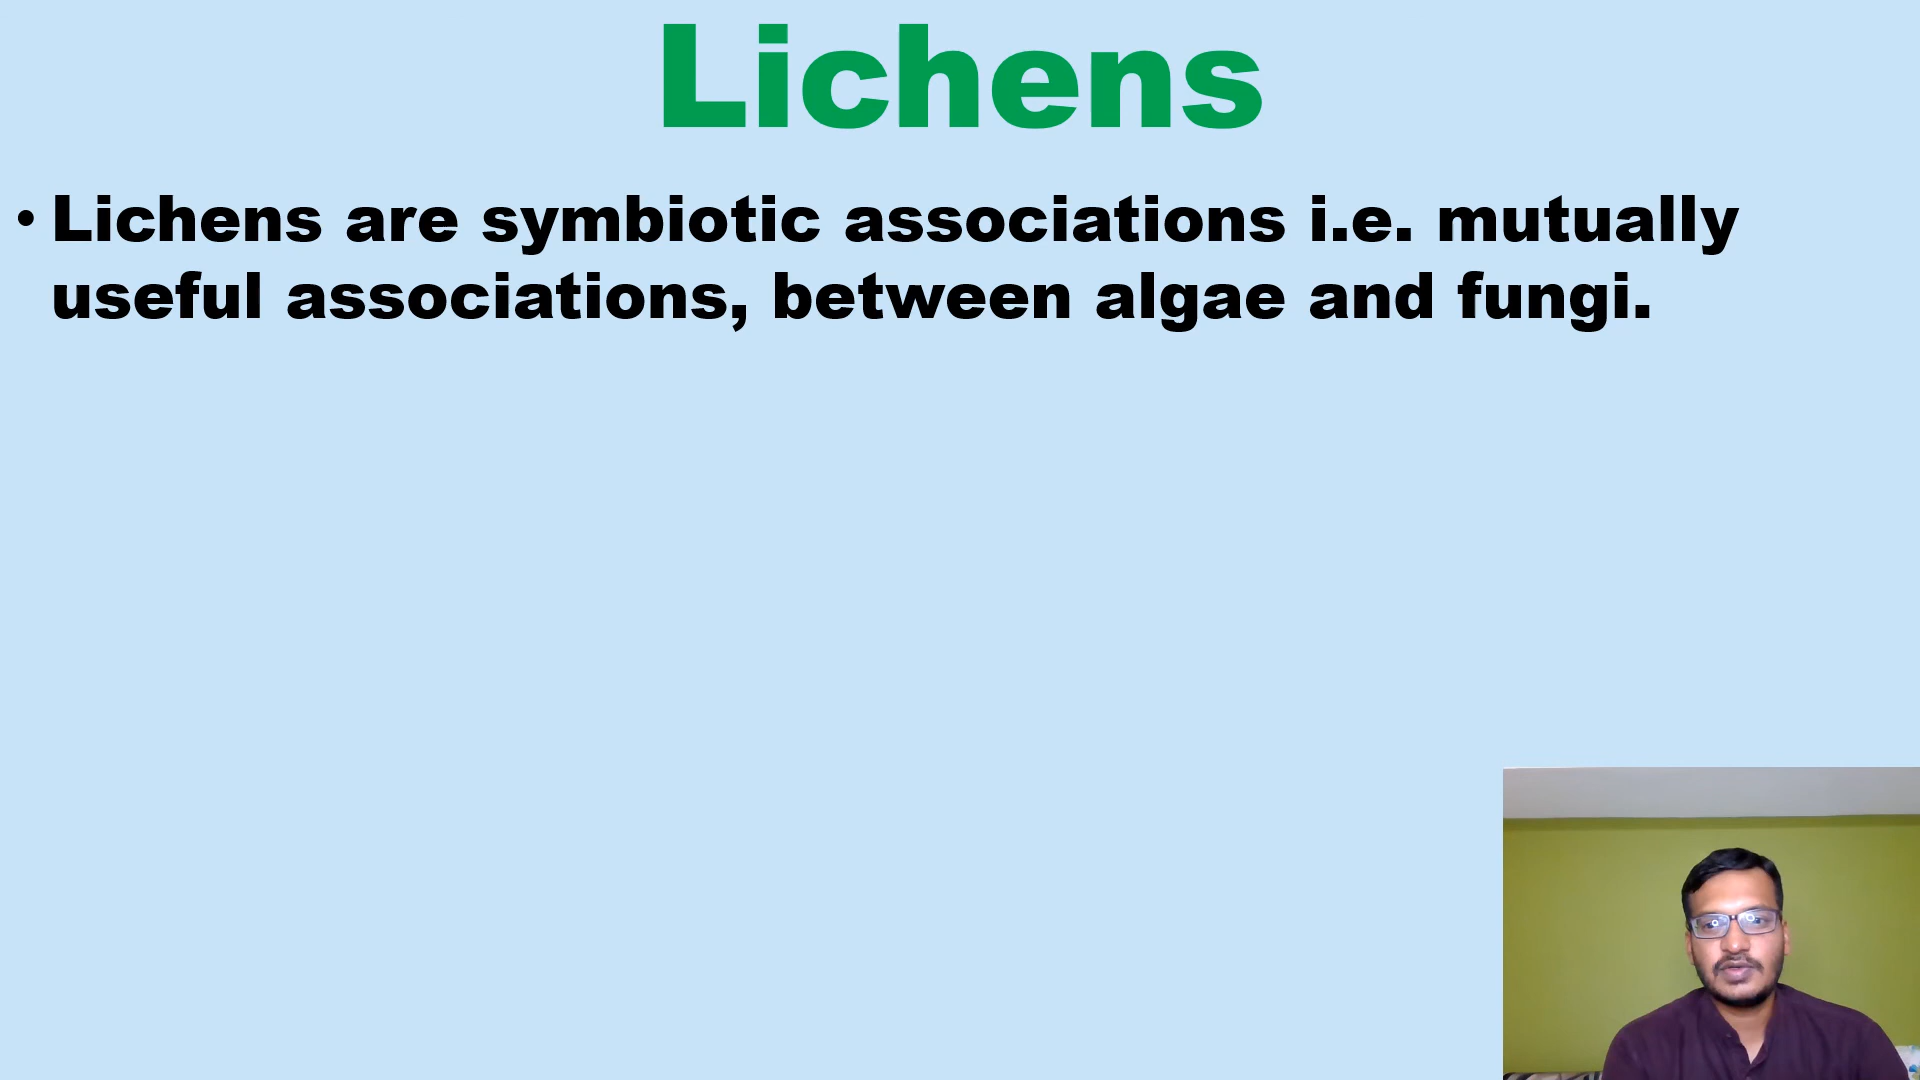 Lichens
• Lichens are symbiotic associations i.e. mutually
useful associations, between algae and fungi.